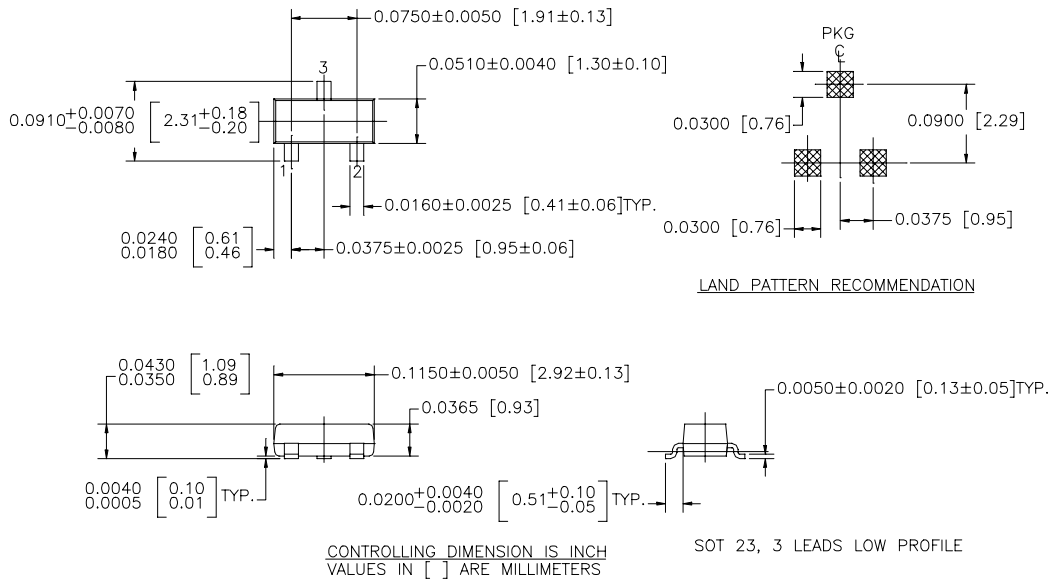 0.0750±0.0050 [1.91±0.13]
3
0.0510±0.0040 [1.30±0.10]
0.0910+0.0070 -0.0080 [2.31+0.18 -0.20]
1
2
0.0160±0.0025 [0.41±0.06]TYP.
0.0240 [0.61
0.0180 0.46]
0.0375±0.0025 [0.95±0.06]
PKG
℄
0.0300 [0.76]
0.0900 [2.29]
0.0300 [0.76]
0.0375 [0.95]
LAND PATTERN RECOMMENDATION
0.0430 [1.09
0.0350 0.89]
0.1150±0.0050 [2.92±0.13]
0.0365 [0.93]
0.0040 [0.10
0.0005 0.01] TYP.
0.0050±0.0020 [0.13±0.05]TYP.
0.0200+0.0040 -0.0020 [0.51+0.10 -0.05] TYP.
CONTROLLING DIMENSION IS INCH
VALUES IN [ ] ARE MILLIMETERS
SOT 23, 3 LEADS LOW PROFILE